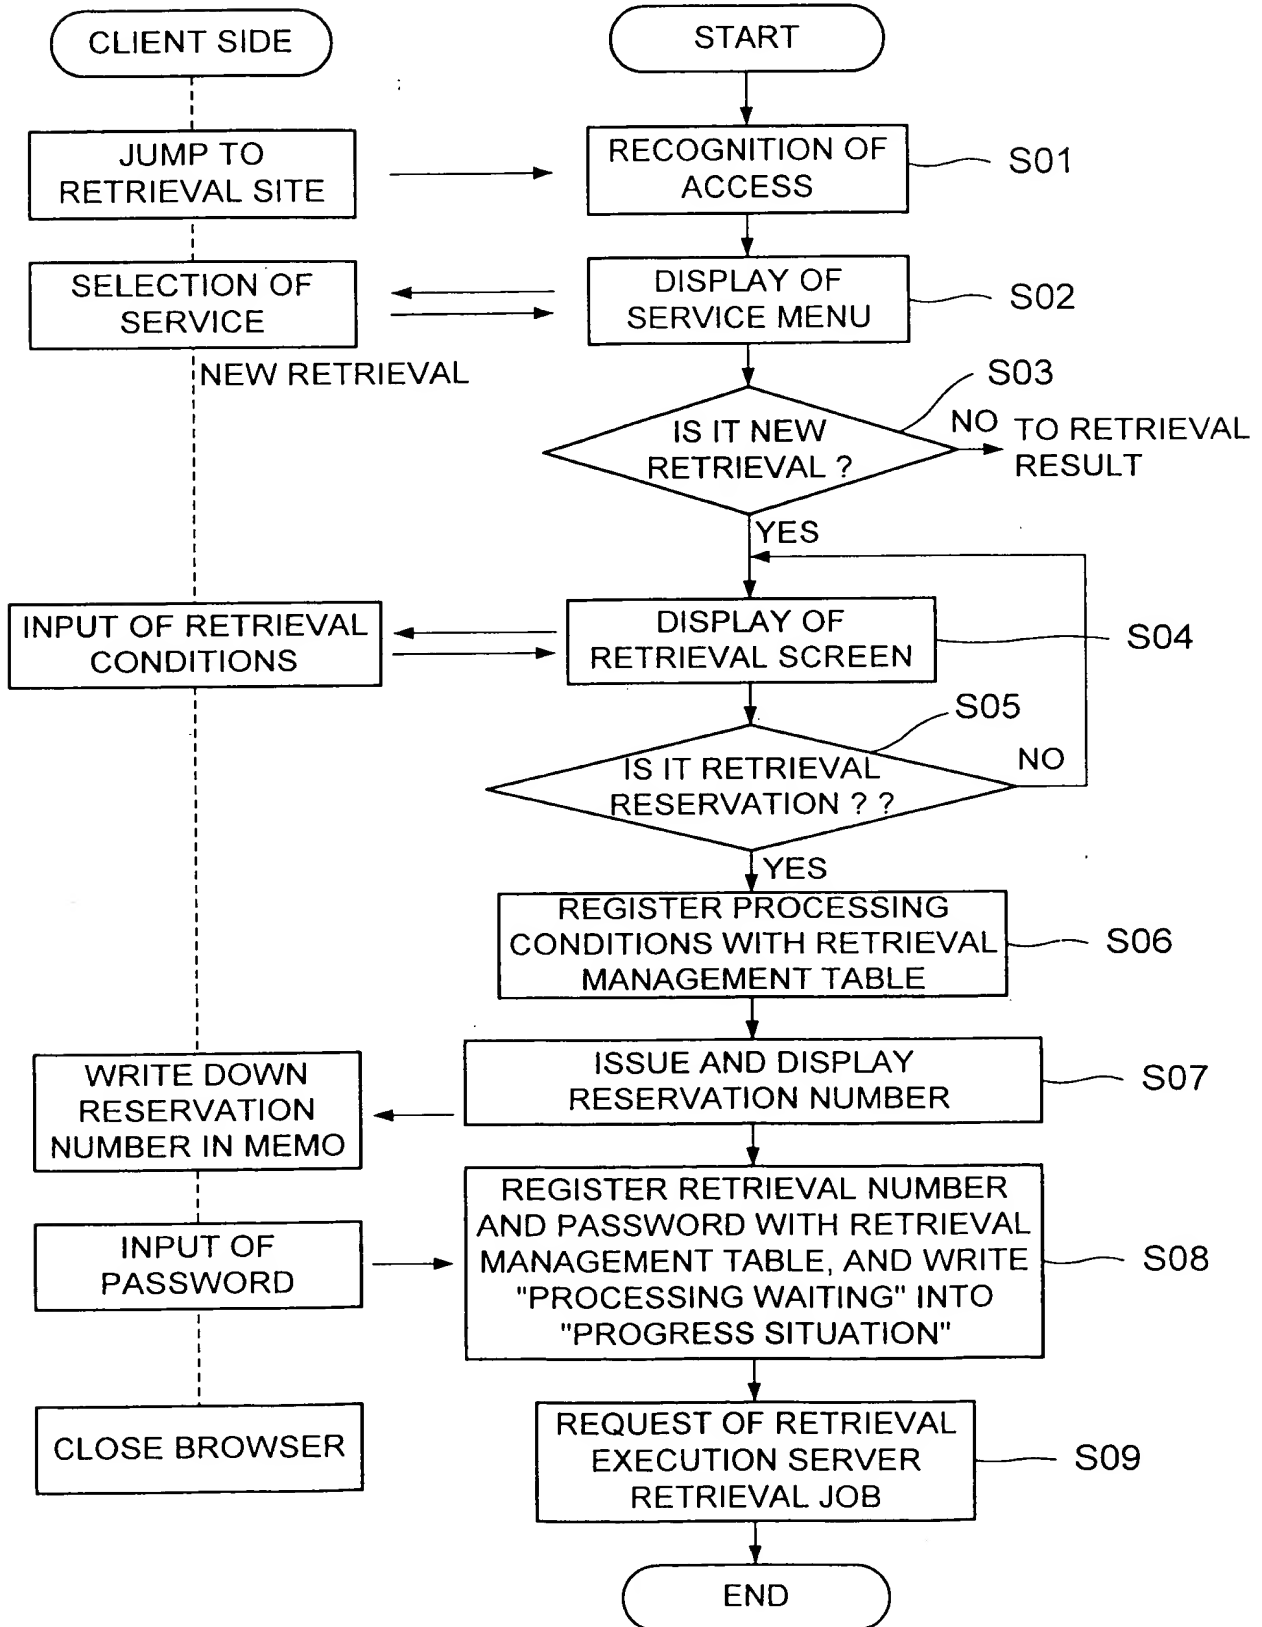 CLIENT SIDE
START
JUMP TO
RETRIEVAL SITE
RECOGNITION OF
ACCESS
S01
SELECTION OF
SERVICE
DISPLAY OF
SERVICE MENU
S02
NEW RETRIEVAL
S03
IS IT NEW
RETRIEVAL ?
NO
TO RETRIEVAL
RESULT
YES
INPUT OF RETRIEVAL
CONDITIONS
DISPLAY OF
RETRIEVAL SCREEN
S04
S05
IS IT RETRIEVAL
RESERVATION ? ?
NO
YES
REGISTER PROCESSING
CONDITIONS WITH RETRIEVAL
MANAGEMENT TABLE
S06
WRITE DOWN
RESERVATION
NUMBER IN MEMO
ISSUE AND DISPLAY
RESERVATION NUMBER
S07
INPUT OF
PASSWORD
REGISTER RETRIEVAL NUMBER
AND PASSWORD WITH RETRIEVAL
MANAGEMENT TABLE, AND WRITE
"PROCESSING WAITING" INTO
"PROGRESS SITUATION"
S08
CLOSE BROWSER
REQUEST OF RETRIEVAL
EXECUTION SERVER
RETRIEVAL JOB
S09
END